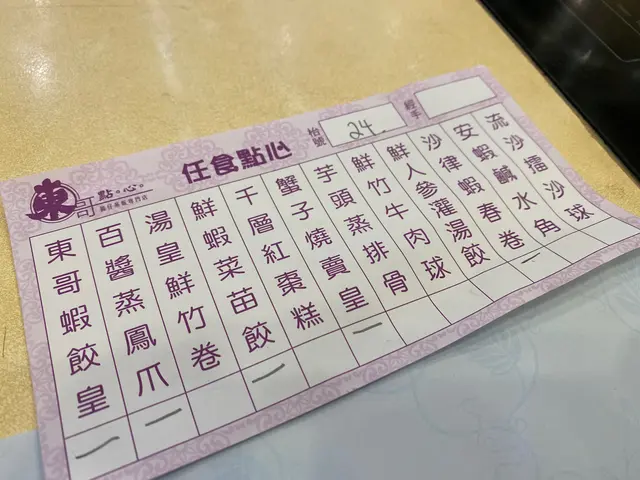 東哥
點心。
任食點心
枱號
24
經手
東哥蝦餃皇
一
百醬蒸鳳爪
一
湯皇鮮竹卷
鮮蝦菜苗餃
一
千層紅棗糕
蟹子燒賣皇
一
芋頭蒸排骨
鮮竹牛肉球
鮮人參灌湯餃
沙律蝦春卷
安蝦鹹水角
一
流沙擂沙球